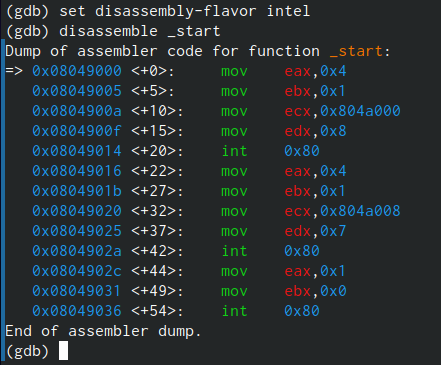 (gdb) set disassembly-flavor intel
(gdb) disassemble _start
Dump of assembler code for function _start:
=> 0x08049000 <+0>:     mov    eax,0x4
   0x08049005 <+5>:     mov    ebx,0x1
   0x0804900a <+10>:    mov    ecx,0x804a000
   0x0804900f <+15>:    mov    edx,0x8
   0x08049014 <+20>:    int    0x80
   0x08049016 <+22>:    mov    eax,0x4
   0x0804901b <+27>:    mov    ebx,0x1
   0x08049020 <+32>:    mov    ecx,0x804a008
   0x08049025 <+37>:    mov    edx,0x7
   0x0804902a <+42>:    int    0x80
   0x0804902c <+44>:    mov    eax,0x1
   0x08049031 <+49>:    mov    ebx,0x0
   0x08049036 <+54>:    int    0x80
End of assembler dump.
(gdb)